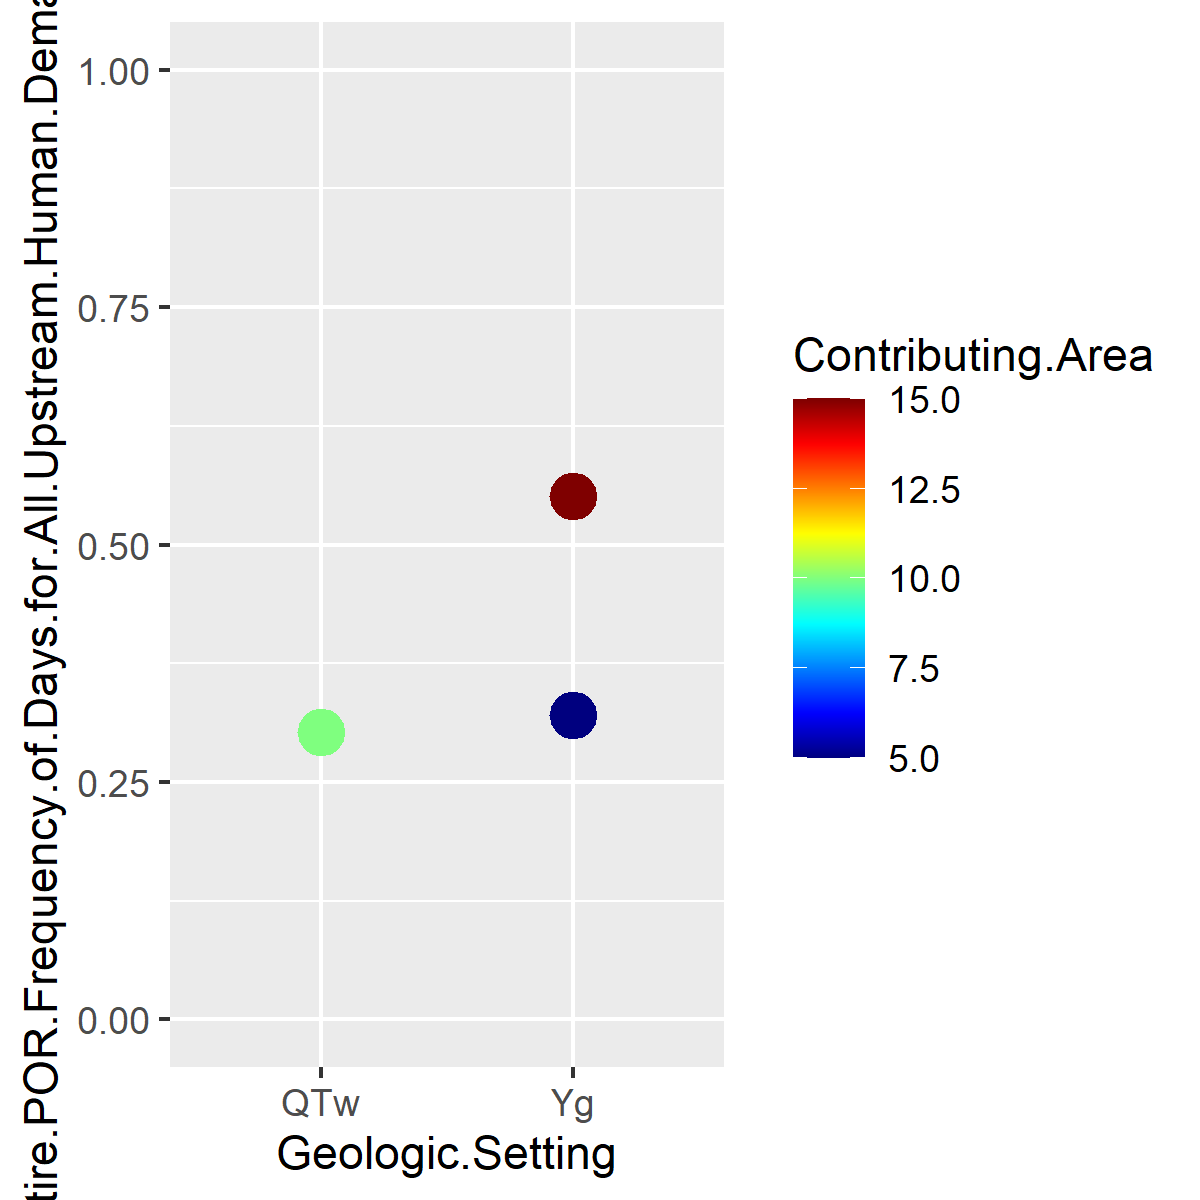 tire.POR.Frequency.of.Days.for.All.Upstream.Human.Dema
1.00
0.75
0.50
0.25
0.00
QTw
Yg
Geologic.Setting
Contributing.Area
15.0
12.5
10.0
7.5
5.0